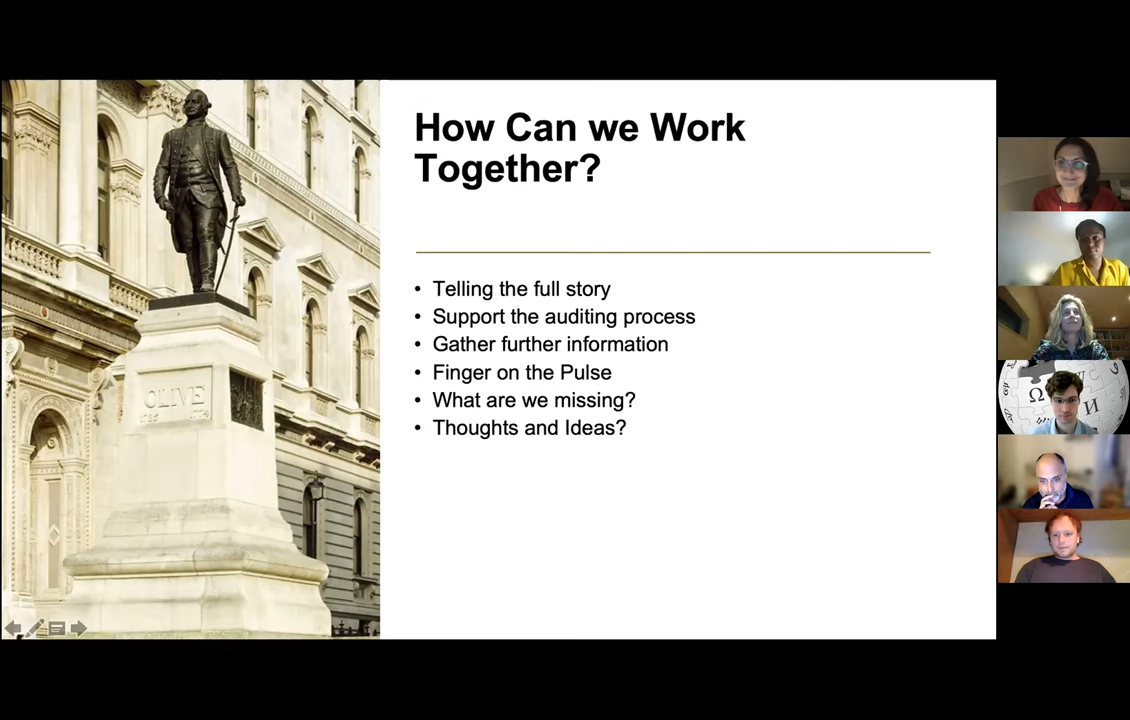 How Can we Work
Together?
• Telling the full story
• Support the auditing process
• Gather further information
• Finger on the Pulse
• What are we missing?
• Thoughts and Ideas?
CLIVE
Ω
И